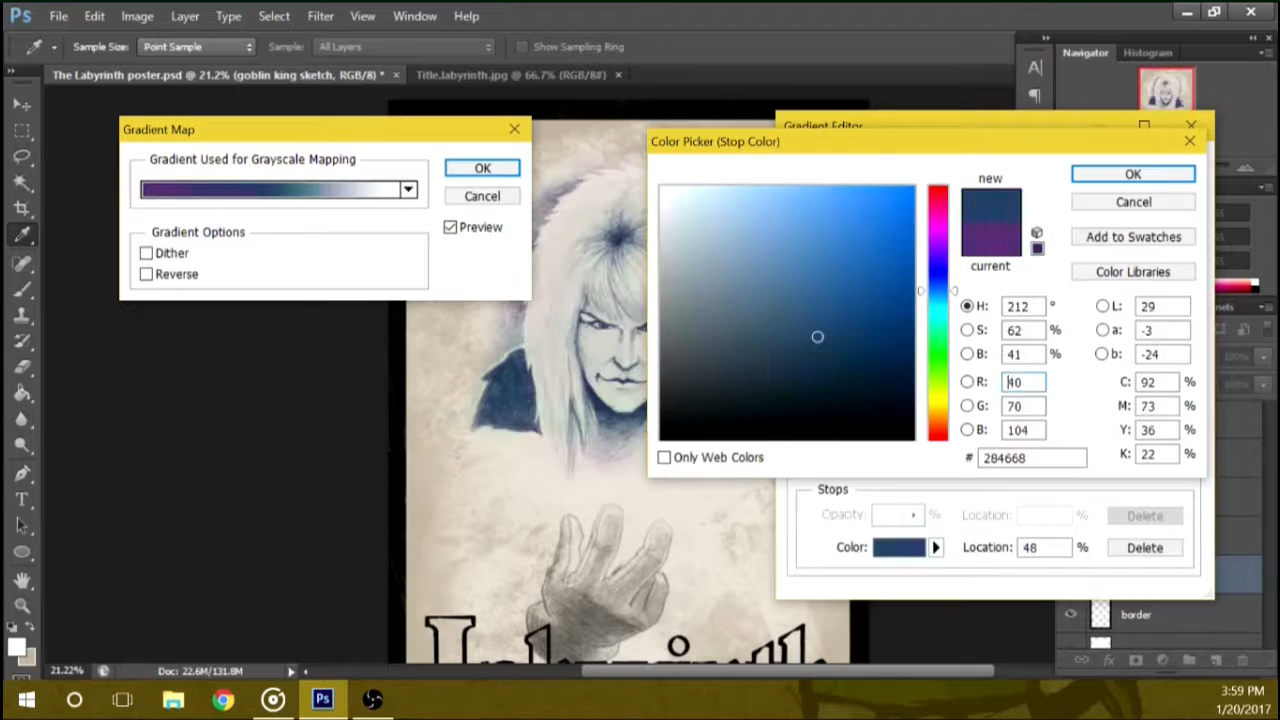 Ps File Edit Image Layer Type Select Filter View Window Help
Sample Size: Point Sample Sample: All Layers Show Sampling Ring
The Labyrinth poster.psd @ 21.2% (goblin king sketch, RGB/8) * × Title.labyrinth.jpg @ 66.7% (RGB/8#) ×
Navigator Histogram
Gradient Map
Gradient Used for Grayscale Mapping
OK
Cancel
Preview
Gradient Options
Dither
Reverse
Gradient Editor
Color Picker (Stop Color)
new
current
OK
Cancel
Add to Swatches
Color Libraries
H: 212 °
S: 62 %
B: 41 %
R: 40
G: 70
B: 104
L: 29
a: -3
b: -24
C: 92 %
M: 73 %
Y: 36 %
K: 22 %
# 284668
Only Web Colors
Stops
Opacity: % Location: % Delete
Color: Location: 48 % Delete
border
Labyrinth
21.22% Doc: 22.6M/131.8M
Ps
3:59 PM
1/20/2017